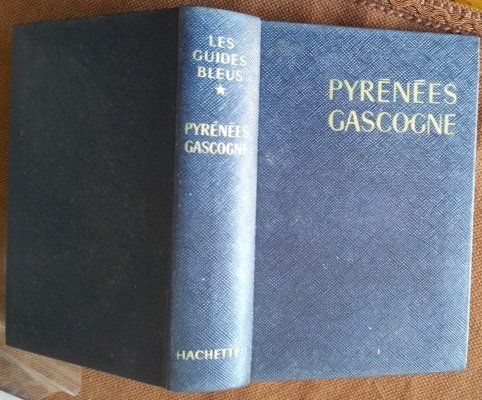 LES
GUIDES
BLEUS
★
PYRÉNÉES
GASCOGNE
HACHETTE
PYRÉNÉES
GASCOGNE